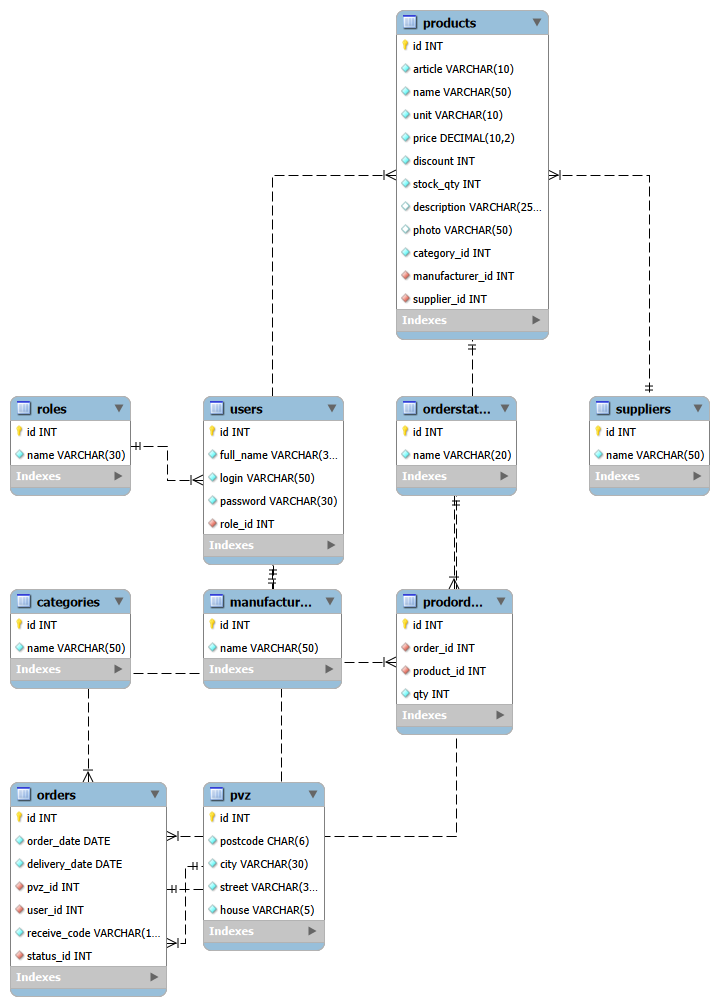 products
id INT
article VARCHAR(10)
name VARCHAR(50)
unit VARCHAR(10)
price DECIMAL(10,2)
discount INT
stock_qty INT
description VARCHAR(25...
photo VARCHAR(50)
category_id INT
manufacturer_id INT
supplier_id INT
Indexes
roles
id INT
name VARCHAR(30)
Indexes
users
id INT
full_name VARCHAR(3...
login VARCHAR(50)
password VARCHAR(30)
role_id INT
Indexes
orderstat...
id INT
name VARCHAR(20)
Indexes
suppliers
id INT
name VARCHAR(50)
Indexes
categories
id INT
name VARCHAR(50)
Indexes
manufactur...
id INT
name VARCHAR(50)
Indexes
prodord...
id INT
order_id INT
product_id INT
qty INT
Indexes
orders
id INT
order_date DATE
delivery_date DATE
pvz_id INT
user_id INT
receive_code VARCHAR(1...
status_id INT
Indexes
pvz
id INT
postcode CHAR(6)
city VARCHAR(30)
street VARCHAR(3...
house VARCHAR(5)
Indexes